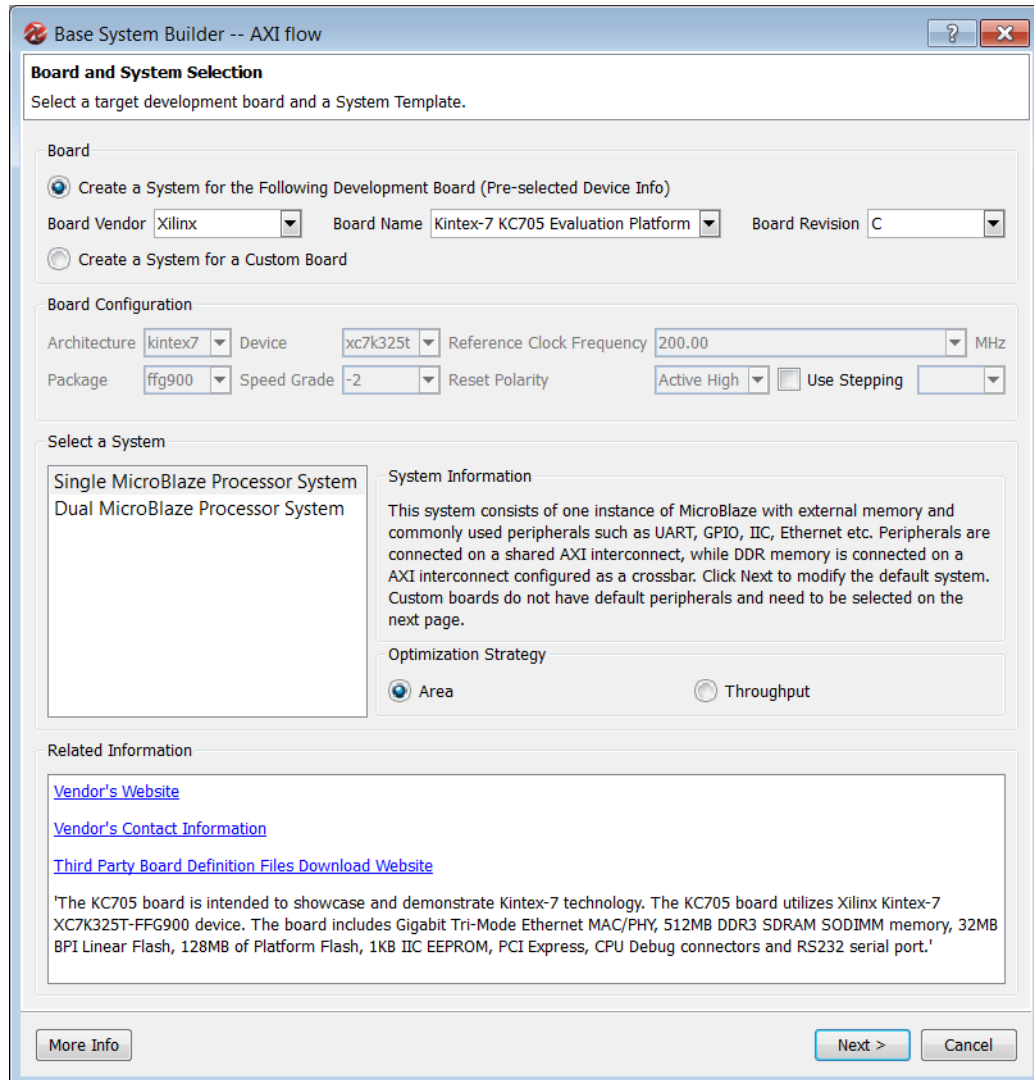 Base System Builder -- AXI flow
?
Board and System Selection
Select a target development board and a System Template.
Board
Create a System for the Following Development Board (Pre-selected Device Info)
Board Vendor Xilinx Board Name Kintex-7 KC705 Evaluation Platform Board Revision C
Create a System for a Custom Board
Board Configuration
Architecture kintex7 Device xc7k325t Reference Clock Frequency 200.00 MHz
Package ffg900 Speed Grade -2 Reset Polarity Active High Use Stepping
Select a System
Single MicroBlaze Processor System
Dual MicroBlaze Processor System
System Information
This system consists of one instance of MicroBlaze with external memory and
commonly used peripherals such as UART, GPIO, IIC, Ethernet etc. Peripherals are
connected on a shared AXI interconnect, while DDR memory is connected on a
AXI interconnect configured as a crossbar. Click Next to modify the default system.
Custom boards do not have default peripherals and need to be selected on the
next page.
Optimization Strategy
Area Throughput
Related Information
Vendor's Website
Vendor's Contact Information
Third Party Board Definition Files Download Website
'The KC705 board is intended to showcase and demonstrate Kintex-7 technology. The KC705 board utilizes Xilinx Kintex-7
XC7K325T-FFG900 device. The board includes Gigabit Tri-Mode Ethernet MAC/PHY, 512MB DDR3 SDRAM SODIMM memory, 32MB
BPI Linear Flash, 128MB of Platform Flash, 1KB IIC EEPROM, PCI Express, CPU Debug connectors and RS232 serial port.'
More Info Next > Cancel